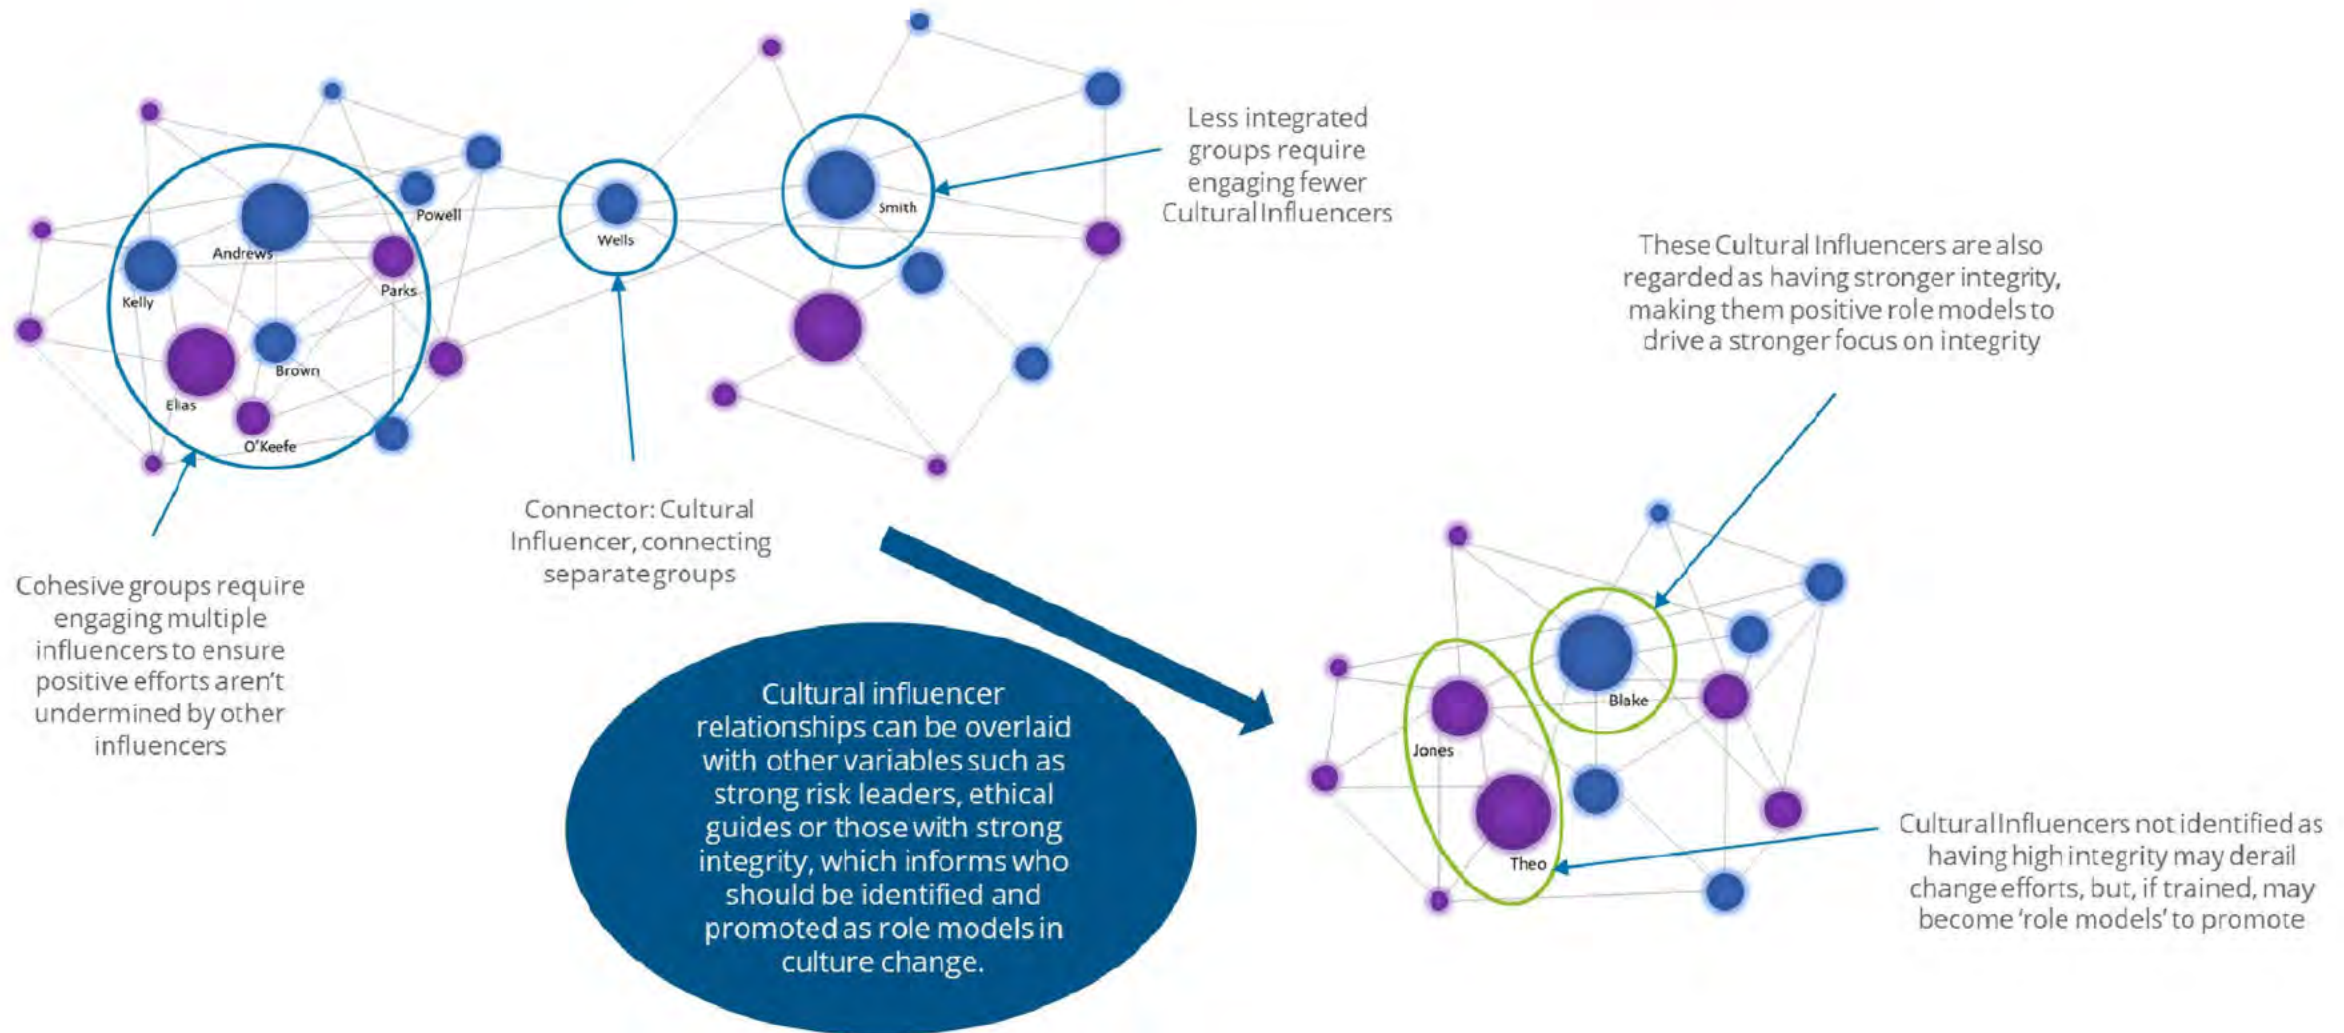 Powell
Andrews
Kelly
Parks
Brown
Elias
O'Keefe
Wells
Smith
Less integrated
groups require
engaging fewer
Cultural Influencers
Cohesive groups require
engaging multiple
influencers to ensure
positive efforts aren't
undermined by other
influencers
Connector: Cultural
Influencer, connecting
separate groups
Cultural influencer
relationships can be overlaid
with other variables such as
strong risk leaders, ethical
guides or those with strong
integrity, which informs who
should be identified and
promoted as role models in
culture change.
These Cultural Influencers are also
regarded as having stronger integrity,
making them positive role models to
drive a stronger focus on integrity
Blake
Jones
Theo
Cultural Influencers not identified as
having high integrity may derail
change efforts, but, if trained, may
become 'role models' to promote